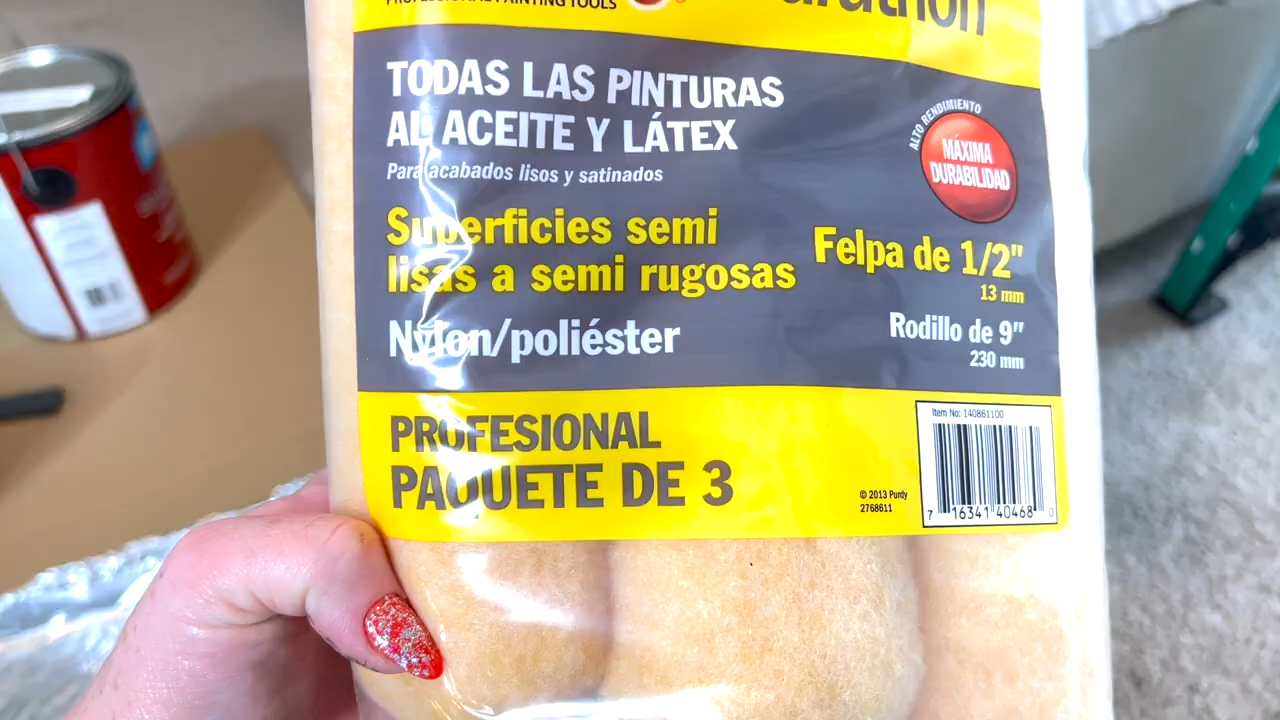 PROFESSIONAL PAINTING TOOLS
TODAS LAS PINTURAS
AL ACEITE Y LÁTEX
Para acabados lisos y satinados
ALTO RENDIMIENTO
MÁXIMA
DURABILIDAD
Superficies semi
lisas a semi rugosas
Felpa de 1/2"
13 mm
Nylon/poliéster
Rodillo de 9"
230 mm
PROFESIONAL
PAQUETE DE 3
© 2013 Purdy
2768611
Item No: 140861100
7 16341 40468 0